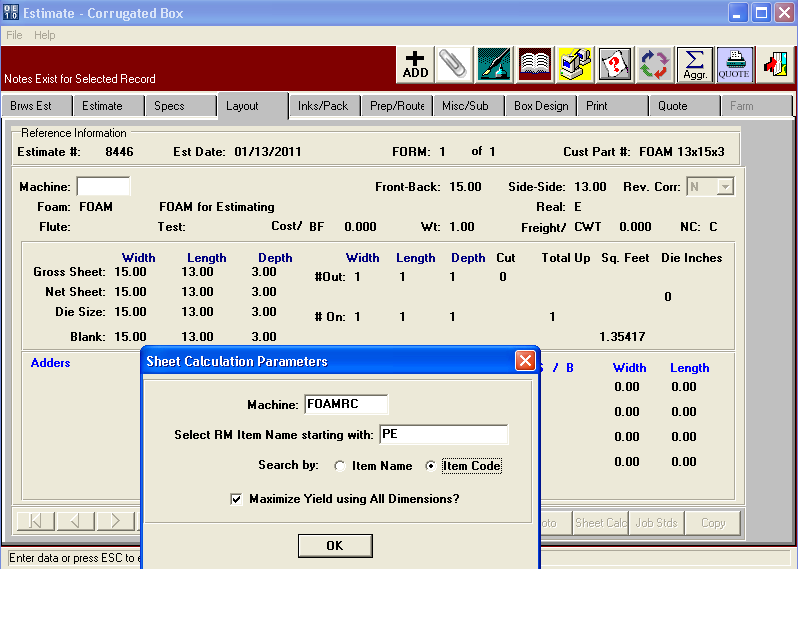 Estimate - Corrugated Box
File Help
Notes Exist for Selected Record
ADD
Aggr.
QUOTE
Brws Est Estimate Specs Layout Inks/Pack Prep/Route Misc/Sub Box Design Print Quote Farm
Reference Information
Estimate #: 8446 Est Date: 01/13/2011 FORM: 1 of 1 Cust Part #: FOAM 13x15x3
Machine: Front-Back: 15.00 Side-Side: 13.00 Rev. Corr: N
Foam: FOAM FOAM for Estimating Real: E
Flute: Test: Cost/ BF 0.000 Wt: 1.00 Freight/ CWT 0.000 NC: C
Width Length Depth Width Length Depth Cut Total Up Sq. Feet Die Inches
Gross Sheet: 15.00 13.00 3.00 #Out: 1 1 1 0
Net Sheet: 15.00 13.00 3.00 0
Die Size: 15.00 13.00 3.00 # On: 1 1 1 1
Blank: 15.00 13.00 3.00 1.35417
Adders S / B Width Length
0.00 0.00
0.00 0.00
0.00 0.00
0.00 0.00
Sheet Calculation Parameters
Machine: FOAMRC
Select RM Item Name starting with: PE
Search by: Item Name Item Code
Maximize Yield using All Dimensions?
OK
Sheet Calc Job Stds Copy
Enter data or press ESC to e